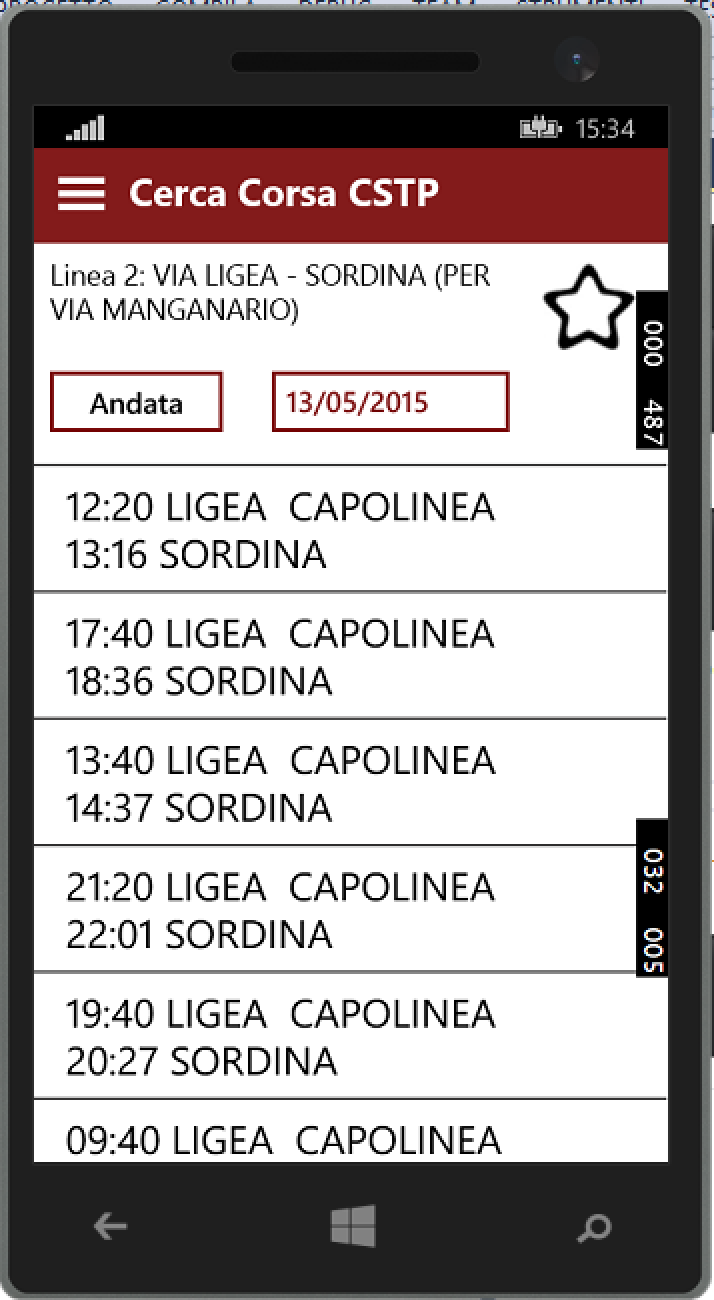 15:34
Cerca Corsa CSTP
Linea 2: VIA LIGEA - SORDINA (PER
VIA MANGANARIO)
000 487
Andata
13/05/2015
12:20 LIGEA  CAPOLINEA
13:16 SORDINA
17:40 LIGEA  CAPOLINEA
18:36 SORDINA
13:40 LIGEA  CAPOLINEA
14:37 SORDINA
032 005
21:20 LIGEA  CAPOLINEA
22:01 SORDINA
19:40 LIGEA  CAPOLINEA
20:27 SORDINA
09:40 LIGEA  CAPOLINEA